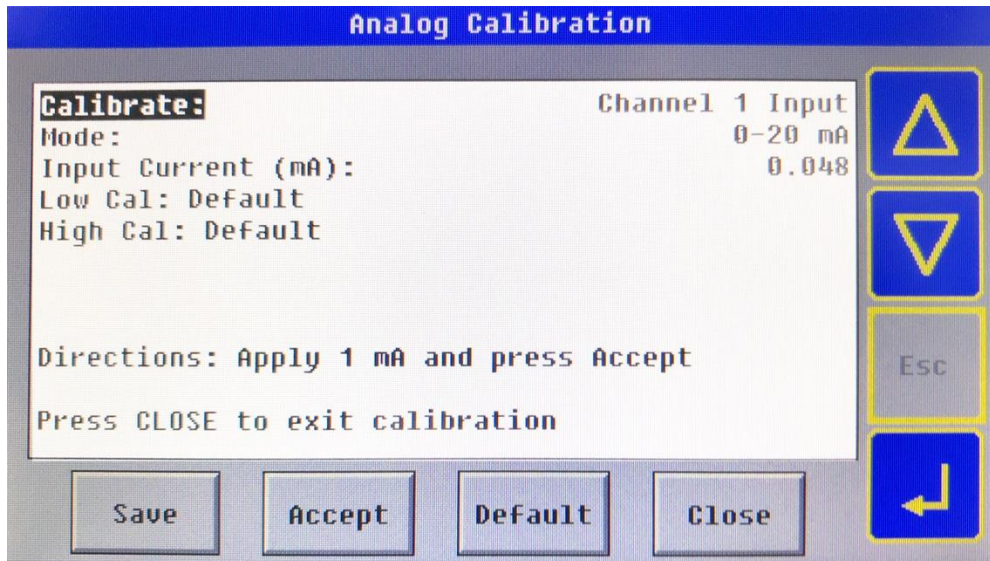 Analog Calibration
Calibrate: Channel 1 Input
Mode: 0-20 mA
Input Current (mA): 0.048
Low Cal: Default
High Cal: Default
Directions: Apply 1 mA and press Accept
Press CLOSE to exit calibration
Esc
Save Accept Default Close